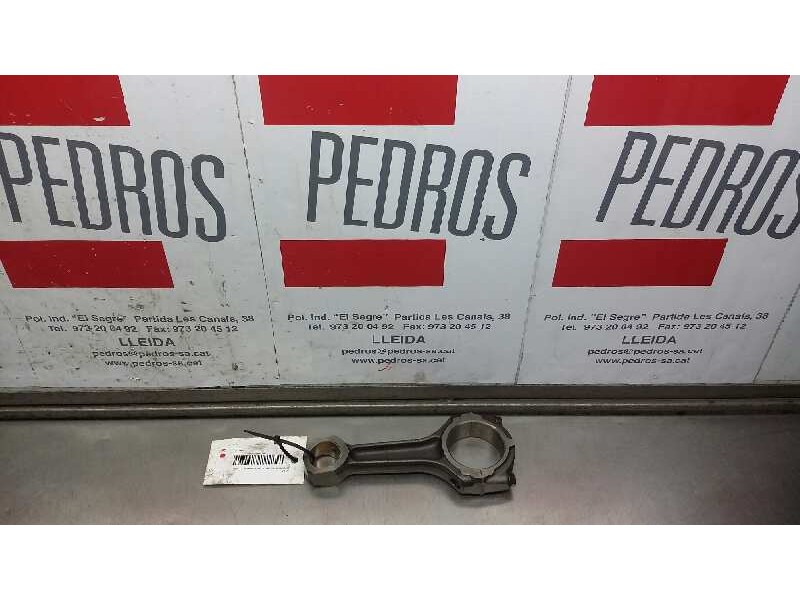 PEDROS
Pol. Ind. "El Segre" Partida Les Canals, 38
Tel. 973 20 04 92 Fax: 973 20 45 12
LLEIDA
pedros@pedros-sa.cat
www.pedros-sa.cat
PEDROS
Pol. Ind. "El Segre" Partida Les Canals, 38
Tel. 973 20 04 92 Fax: 973 20 45 12
LLEIDA
pedros@pedros-sa.cat
www.pedros-sa.cat
PEDROS
Pol. Ind. "El Segre" Partida Les Canals, 38
Tel. 973 20 04 92 Fax: 973 20 45 12
LLEIDA
pedros@pedros-sa.cat
www.pedros-sa.cat